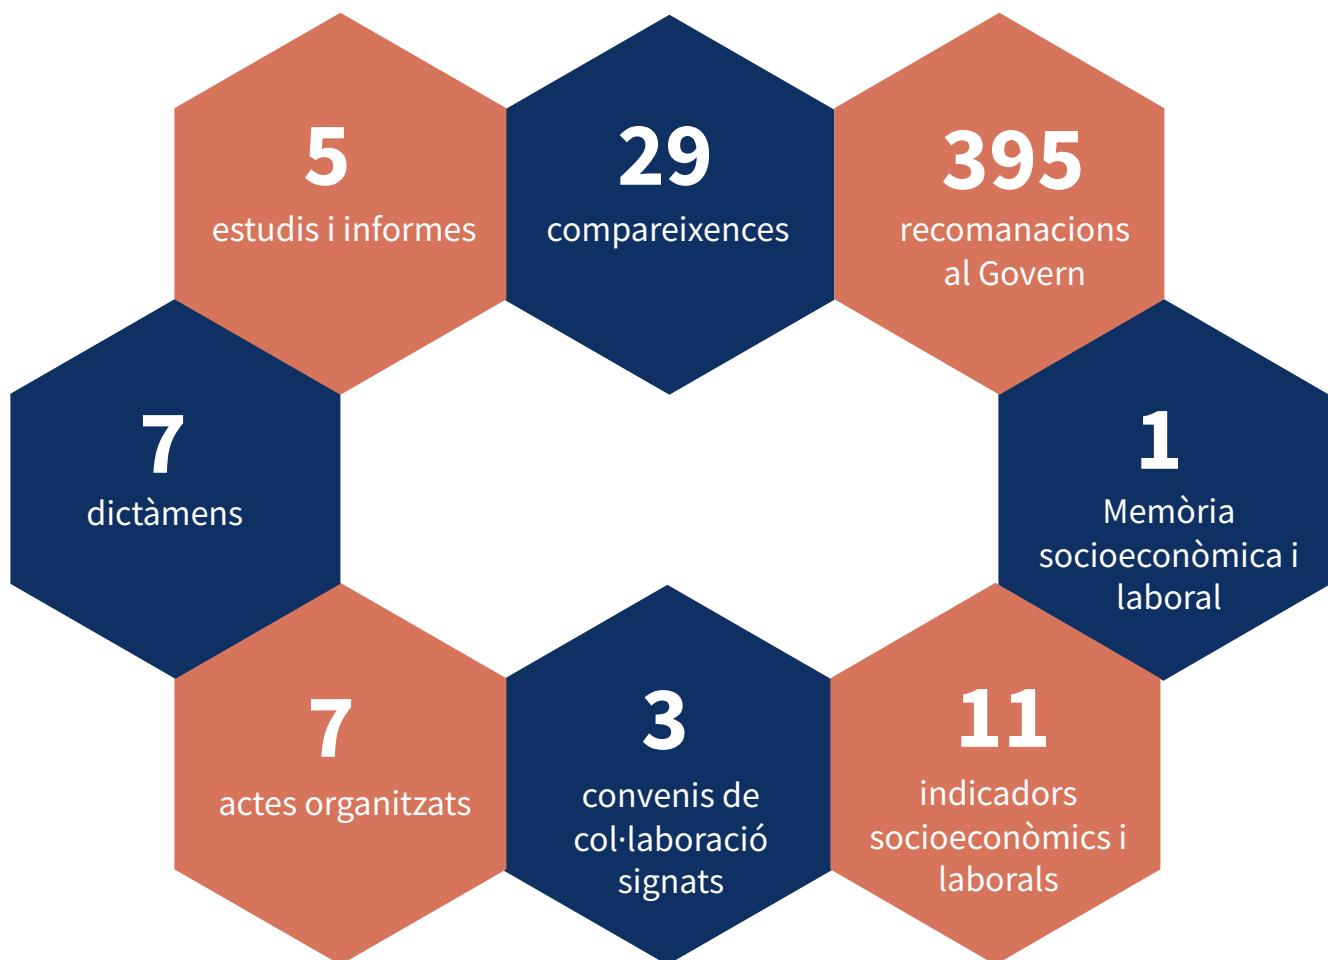 5
estudis i informes
29
compareixences
395
recomanacions
al Govern
7
dictàmens
1
Memòria
socioeconòmica i
laboral
7
actes organitzats
3
convenis de
col·laboració
signats
11
indicadors
socioeconòmics i
laborals